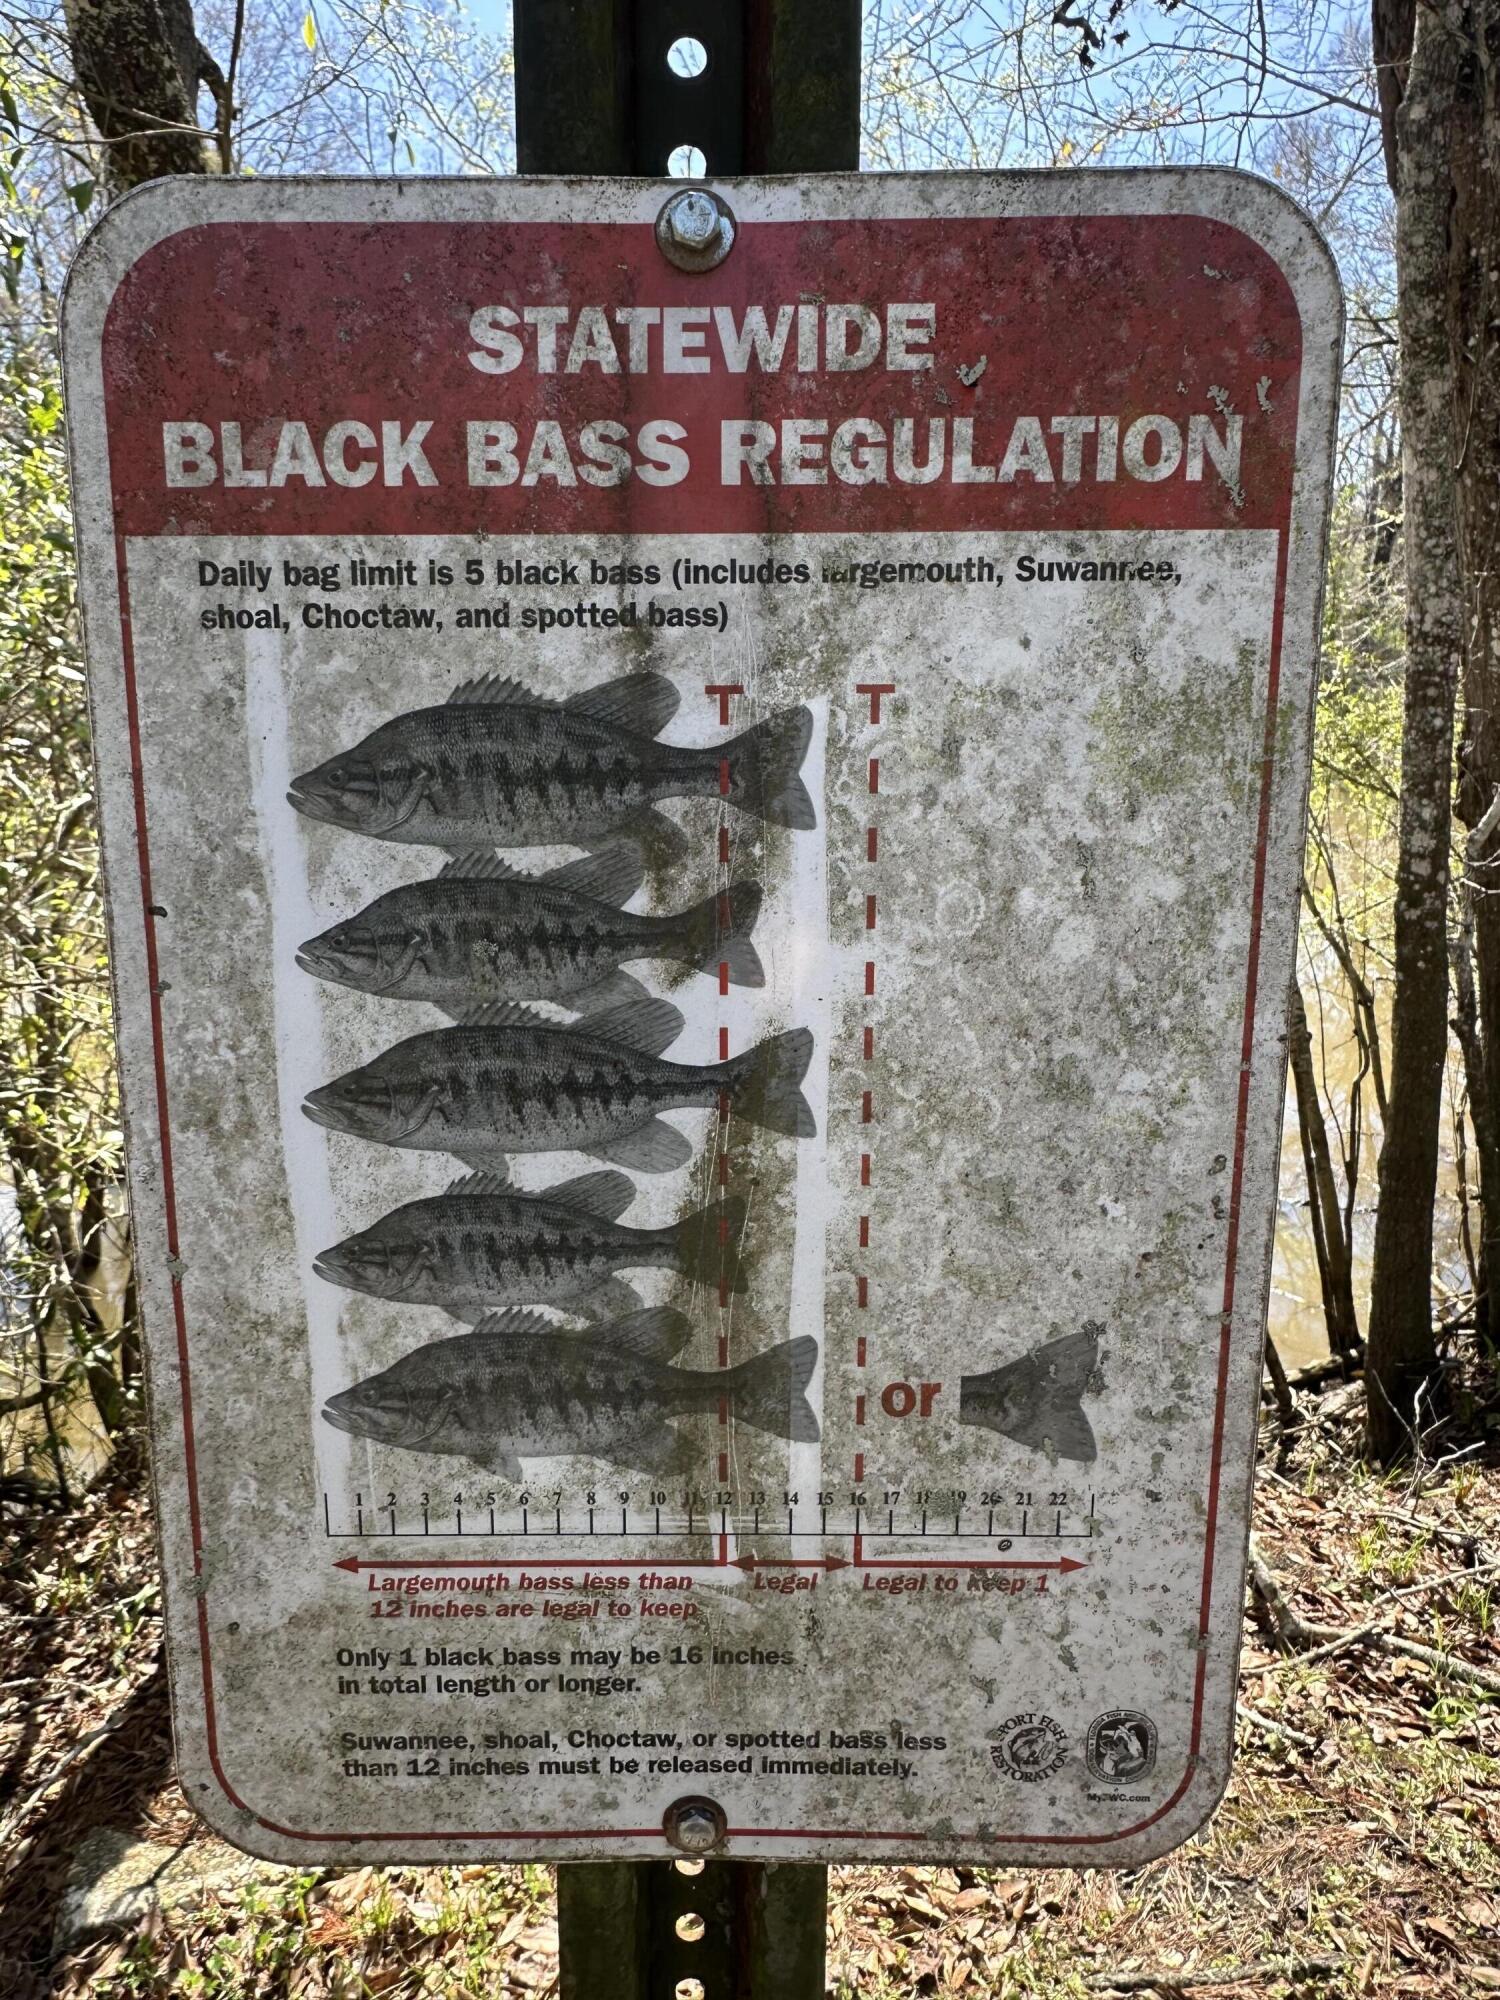 STATEWIDE
BLACK BASS REGULATION
Daily bag limit is 5 black bass (includes largemouth, Suwannee,
shoal, Choctaw, and spotted bass)
or
1 2 3 4 5 6 7 8 9 10 11 12 13 14 15 16 17 18 19 20 21 22
Largemouth bass less than
12 inches are legal to keep
Legal
Legal to keep 1
Only 1 black bass may be 16 inches
in total length or longer.
Suwannee, shoal, Choctaw, or spotted bass less
than 12 inches must be released immediately.
SPORT FISH RESTORATION
MyFWC.com